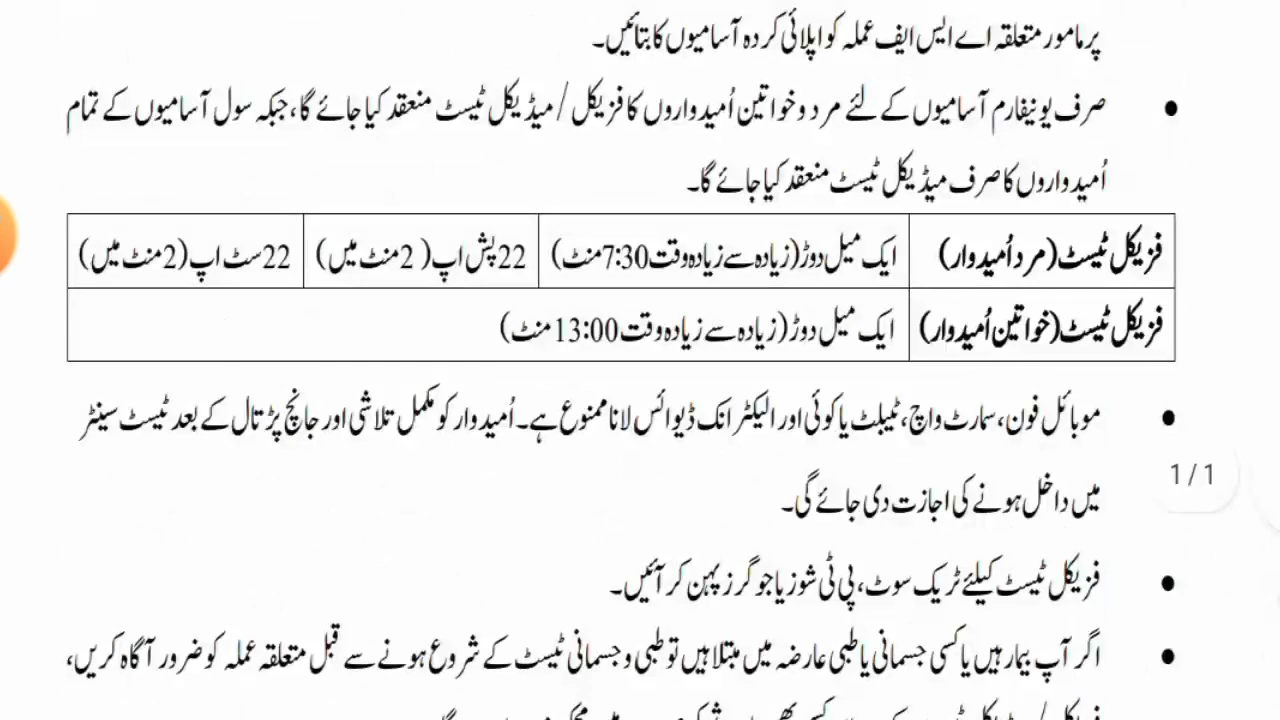 پر مامور متعلقہ اے ایس ایف عملہ کو اپلائی کردہ آسامیوں کا بتائیں۔
• صرف یونیفارم آسامیوں کے لئے مرد و خواتین اُمیدواروں کا فزیکل / میڈیکل ٹیسٹ منعقد کیا جائے گا، جبکہ سول آسامیوں کے تمام
اُمیدواروں کا صرف میڈیکل ٹیسٹ منعقد کیا جائے گا۔
فزیکل ٹیسٹ (مرد اُمیدوار) ایک میل دوڑ (زیادہ سے زیادہ وقت 7:30 منٹ) 22 پش اپ (2 منٹ میں) 22 سٹ اپ (2 منٹ میں)
فزیکل ٹیسٹ (خواتین اُمیدوار) ایک میل دوڑ (زیادہ سے زیادہ وقت 13:00 منٹ)
• موبائل فون، سمارٹ واچ، ٹیبلٹ یا کوئی اور الیکٹرانک ڈیوائس لانا ممنوع ہے۔ اُمیدوار کو مکمل تلاشی اور جانچ پڑتال کے بعد ٹیسٹ سینٹر
1/1
میں داخل ہونے کی اجازت دی جائے گی۔
• فزیکل ٹیسٹ کیلئے ٹریک سوٹ، پی ٹی شوز یا جوگرز پہن کر آئیں۔
• اگر آپ بیمار ہیں یا کسی جسمانی یا طبی عارضہ میں مبتلا ہیں تو طبی و جسمانی ٹیسٹ کے شروع ہونے سے قبل متعلقہ عملہ کو ضرور آگاہ کریں،